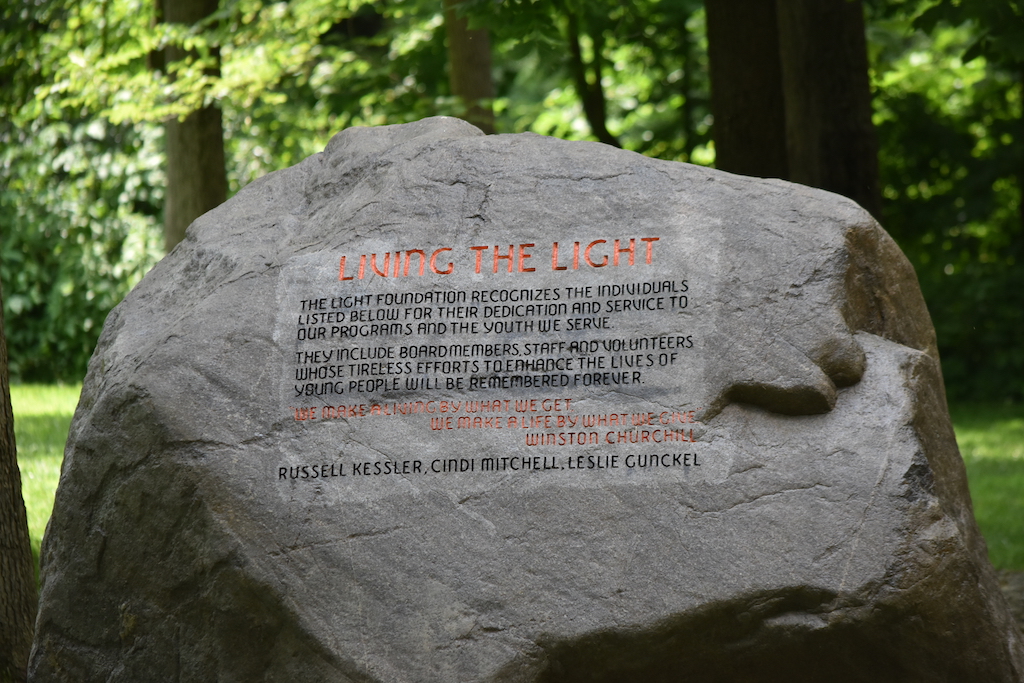 LIVING THE LIGHT
THE LIGHT FOUNDATION RECOGNIZES THE INDIVIDUALS
LISTED BELOW FOR THEIR DEDICATION AND SERVICE TO
OUR PROGRAMS AND THE YOUTH WE SERVE.
THEY INCLUDE BOARD MEMBERS, STAFF AND VOLUNTEERS
WHOSE TIRELESS EFFORTS TO ENHANCE THE LIVES OF
YOUNG PEOPLE WILL BE REMEMBERED FOREVER.
WE MAKE A LIVING BY WHAT WE GET,
WE MAKE A LIFE BY WHAT WE GIVE
WINSTON CHURCHILL
RUSSELL KESSLER, CINDI MITCHELL, LESLIE GUNCKEL